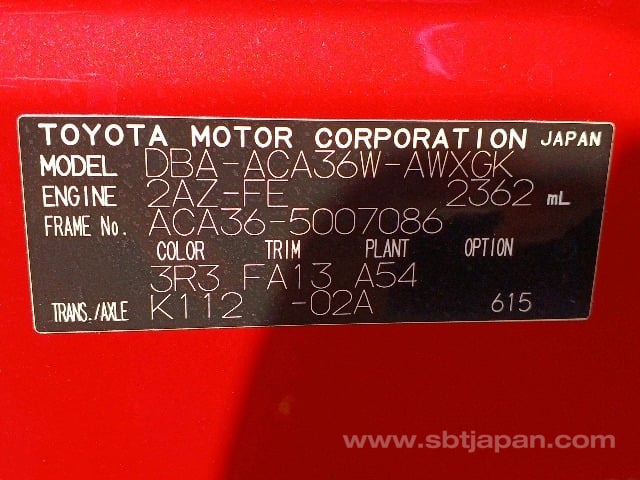 TOYOTA MOTOR CORPORATION JAPAN
MODEL DBA-ACA36W-AWXGK
ENGINE 2AZ-FE 2362 mL
FRAME No. ACA36-5007086
COLOR TRIM PLANT OPTION
3R3 FA13 A54
TRANS./AXLE K112 -02A 615
www.sbtjapan.com